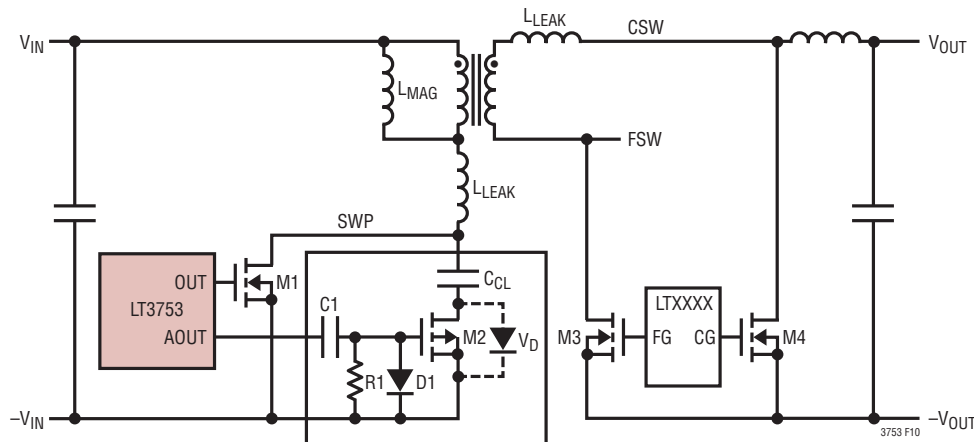 LLEAK
CSW
VIN
VOUT
LMAG
FSW
LLEAK
SWP
CCL
OUT
M1
LT3753
LTXXXX
C1
AOUT
M2
VD
M3
FG
CG
M4
R1
D1
–VIN
–VOUT
3753 F10